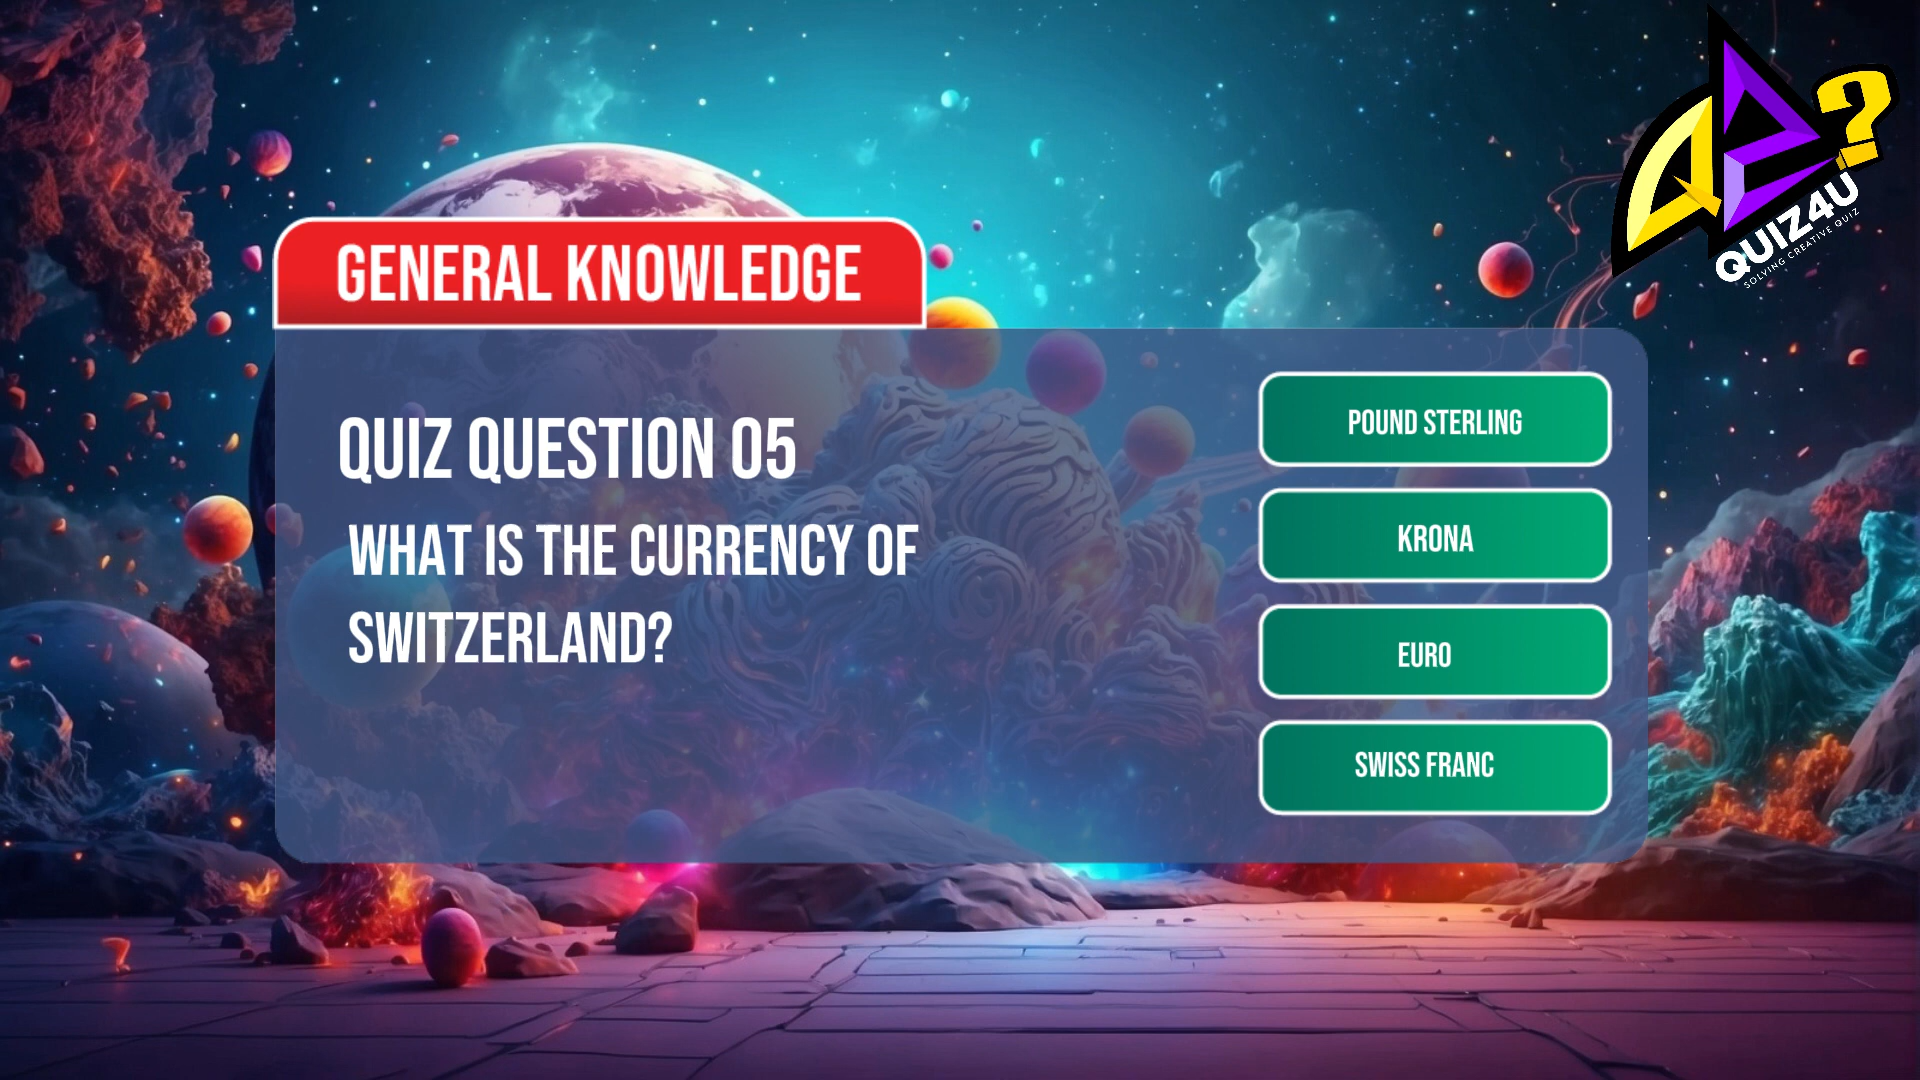 GENERAL KNOWLEDGE
QUIZ QUESTION 05
WHAT IS THE CURRENCY OF
SWITZERLAND?
POUND STERLING
KRONA
EURO
SWISS FRANC
?
QUIZ4U
SOLVING CREATIVE QUIZ